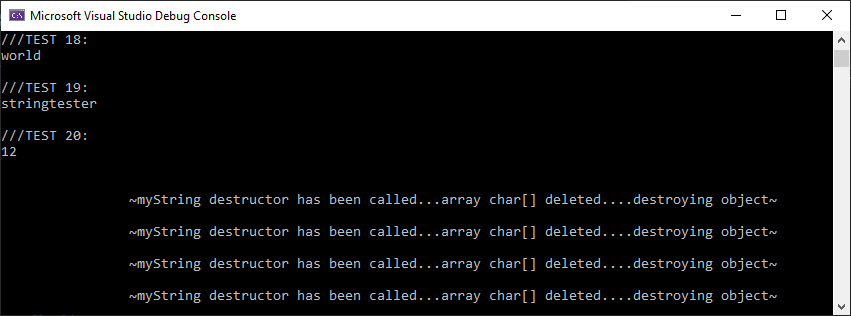 Microsoft Visual Studio Debug Console
///TEST 18:
world
///TEST 19:
stringtester
///TEST 20:
12
~myString destructor has been called...array char[] deleted....destroying object~
~myString destructor has been called...array char[] deleted....destroying object~
~myString destructor has been called...array char[] deleted....destroying object~
~myString destructor has been called...array char[] deleted....destroying object~